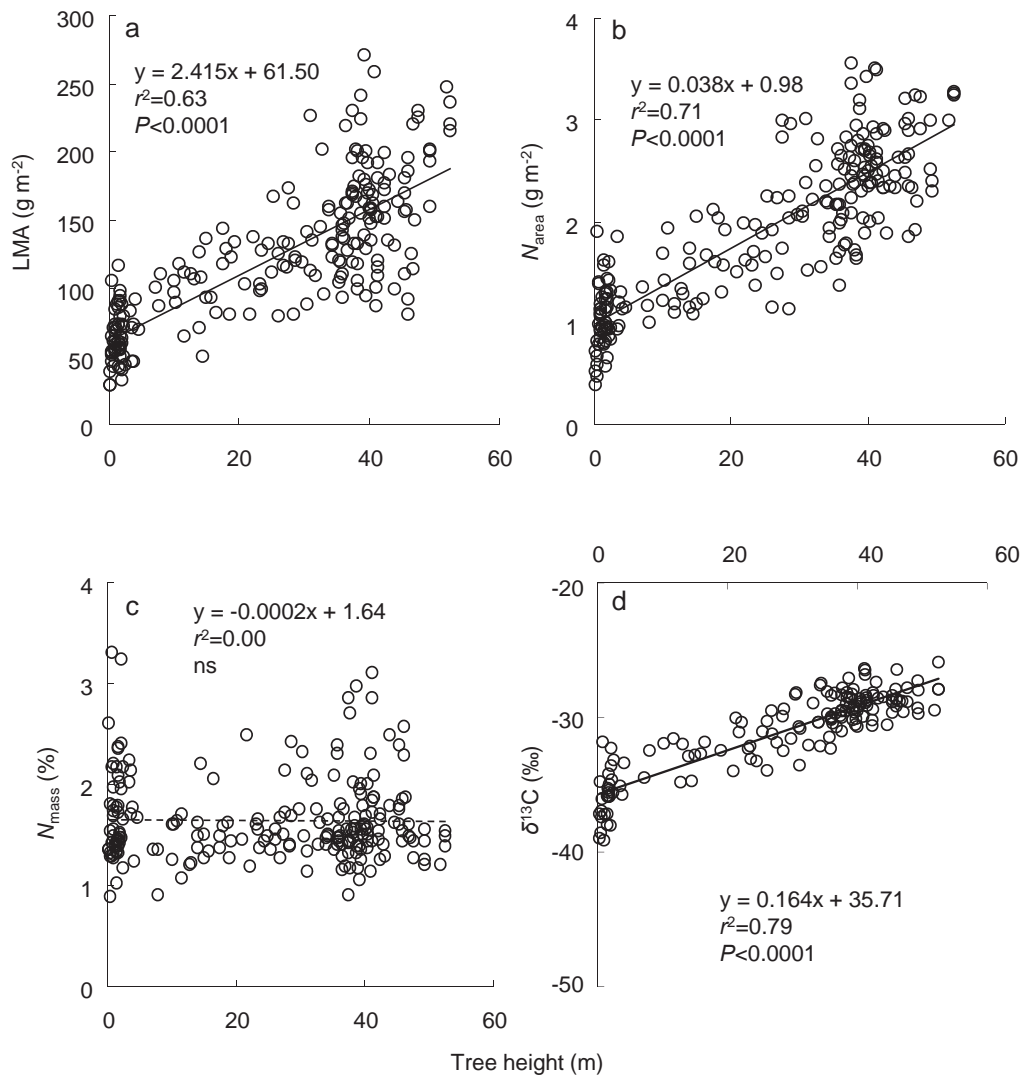 a
y = 2.415x + 61.50
r²=0.63
P<0.0001
LMA (g m⁻²)
300
250
200
150
100
50
0
0 20 40 60
b
y = 0.038x + 0.98
r²=0.71
P<0.0001
N area (g m⁻²)
4
3
2
1
0
0 20 40 60
c
y = -0.0002x + 1.64
r²=0.00
ns
N mass (%)
4
3
2
1
0
0 20 40 60
0 20 40 60
d
-20
-30
-40
-50
δ¹³C (‰)
y = 0.164x + 35.71
r²=0.79
P<0.0001
Tree height (m)